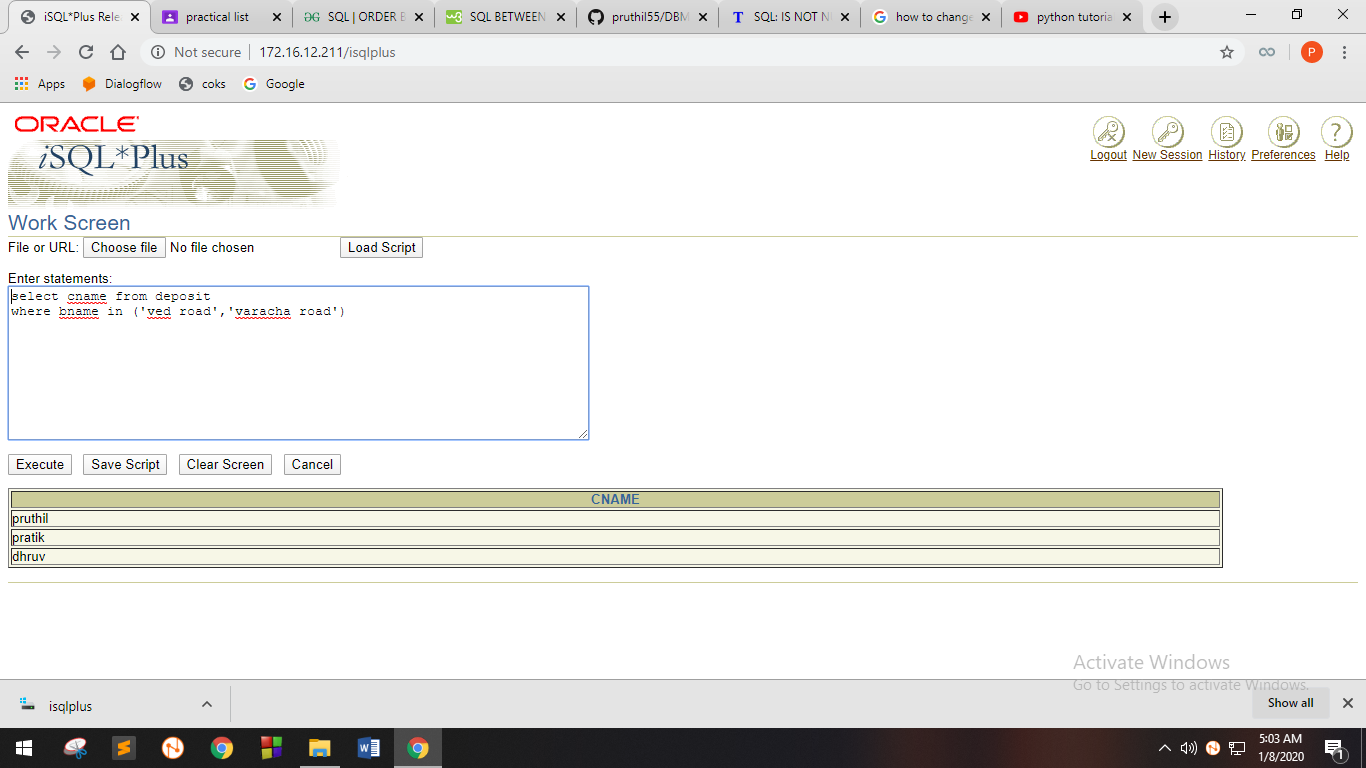 iSQL*Plus Rele
practical list
SQL | ORDER B
SQL BETWEEN
pruthil55/DBM
SQL: IS NOT N
how to change
python tutoria
Not secure
172.16.12.211/isqlplus
P
Apps
Dialogflow
coks
Google
ORACLE
iSQL*Plus
Logout
New Session
History
Preferences
Help
Work Screen
File or URL: Choose file No file chosen Load Script
Enter statements:
select cname from deposit
where bname in ('ved road','varacha road')
Execute
Save Script
Clear Screen
Cancel
CNAME
pruthil
pratik
dhruv
Activate Windows
Go to Settings to activate Windows.
isqlplus
Show all
5:03 AM
1/8/2020
1